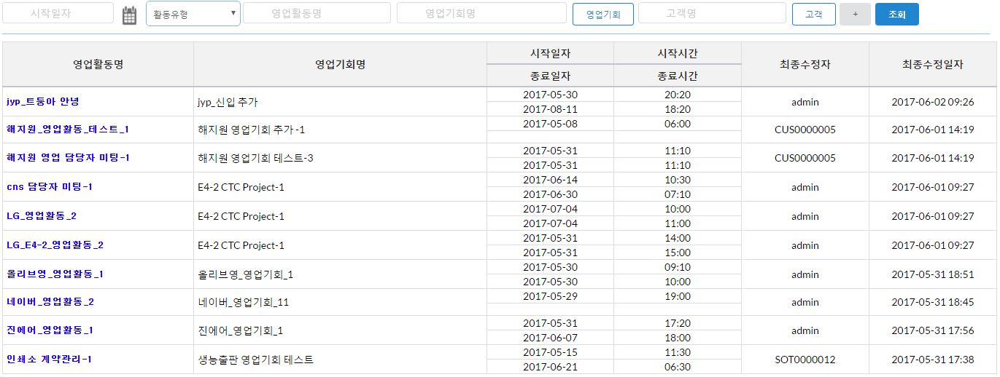 시작일자 활동유형 ▼ 영업활동명 영업기회명 영업기회 고객명 고객 + 조회
영업활동명 영업기회명 시작일자 시작시간 최종수정자 최종수정일자
종료일자 종료시간
jyp_트둥아 안녕 jyp_신입 추가 2017-05-30 20:20 admin 2017-06-02 09:26
2017-08-11 18:20
해지원_영업활동_테스트_1 해지원 영업기회 추가 -1 2017-05-08 06:00 CUS0000005 2017-06-01 14:19
해지원 영업 담당자 미팅-1 해지원 영업기회 테스트-3 2017-05-31 11:10 CUS0000005 2017-06-01 14:19
2017-05-31 11:10
cns 담당자 미팅-1 E4-2 CTC Project-1 2017-06-14 10:30 admin 2017-06-01 09:27
2017-06-30 07:10
LG_영업활동_2 E4-2 CTC Project-1 2017-07-04 10:00 admin 2017-06-01 09:27
2017-07-04 11:00
LG_E4-2_영업활동_2 E4-2 CTC Project-1 2017-05-31 14:00 admin 2017-06-01 09:27
2017-05-31 15:00
올리브영_영업활동_1 올리브영_영업기회_1 2017-05-30 09:10 admin 2017-05-31 18:51
2017-05-30 10:00
네이버_영업활동_2 네이버_영업기회_11 2017-05-29 19:00 admin 2017-05-31 18:45
진에어_영업활동_1 진에어_영업기회_1 2017-05-31 17:20 admin 2017-05-31 17:56
2017-06-07 18:00
인쇄소 계약관리-1 생능출판 영업기회 테스트 2017-05-15 11:30 SOT0000012 2017-05-31 17:38
2017-06-21 06:30